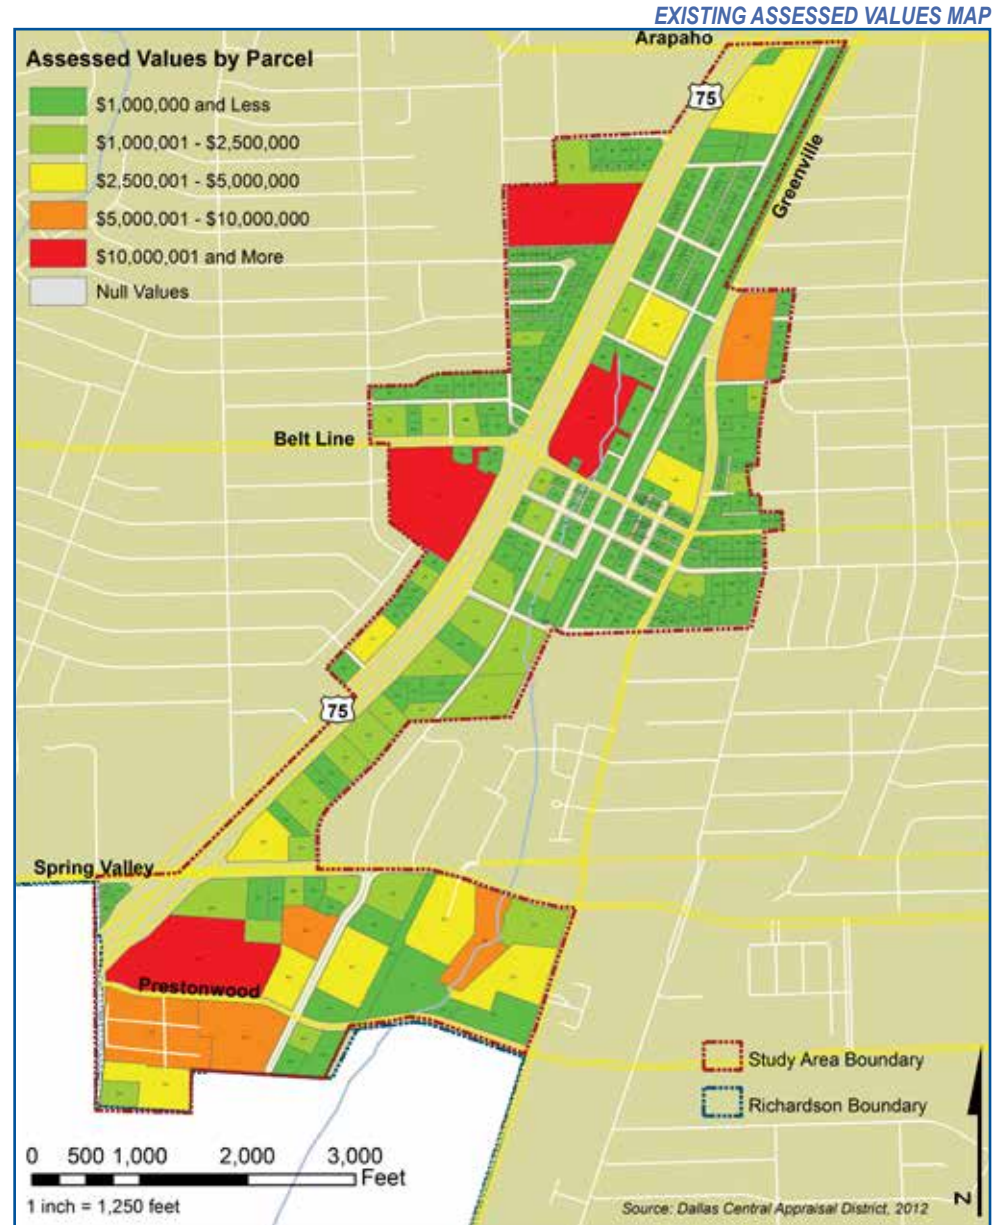 EXISTING ASSESSED VALUES MAP
Arapaho
Assessed Values by Parcel
$1,000,000 and Less
$1,000,001 - $2,500,000
$2,500,001 - $5,000,000
$5,000,001 - $10,000,000
$10,000,001 and More
Null Values
75
Greenville
Belt Line
75
Spring Valley
Prestonwood
Study Area Boundary
Richardson Boundary
0 500 1,000 2,000 3,000
Feet
1 inch = 1,250 feet
Source: Dallas Central Appraisal District, 2012
N